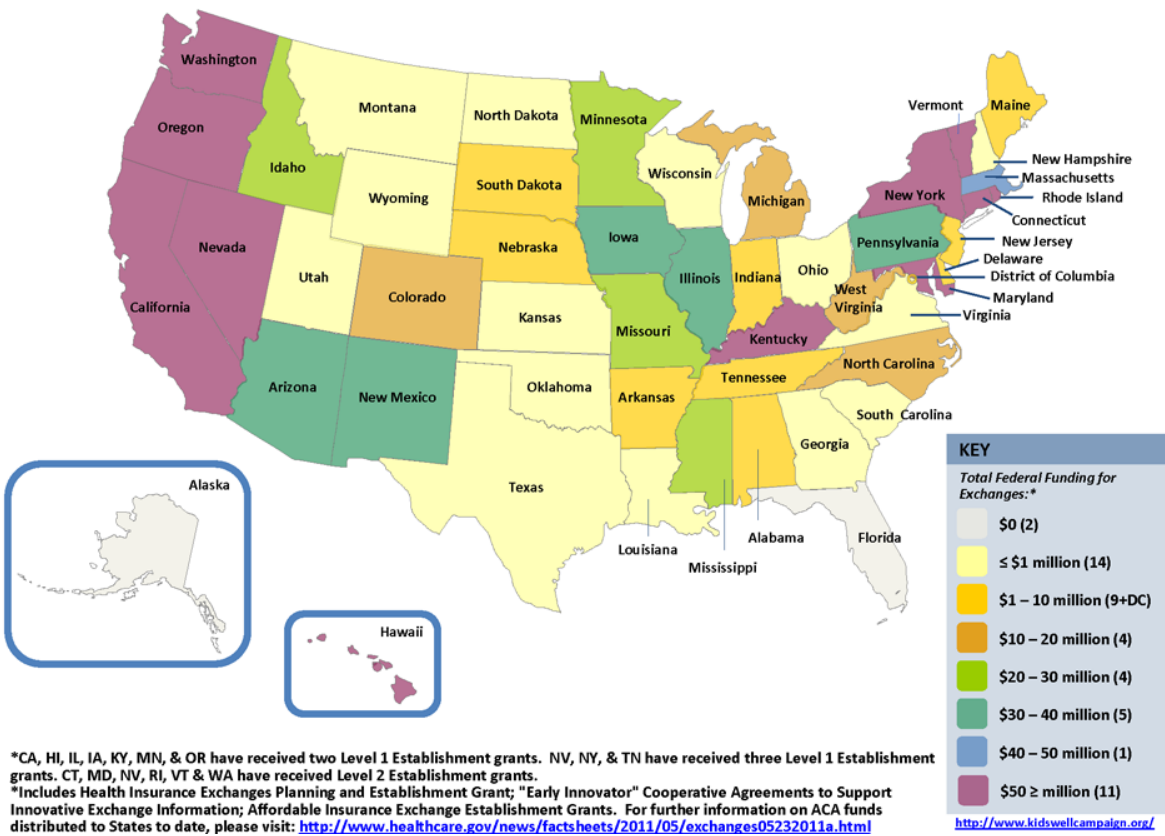 Washington
Montana
North Dakota
Minnesota
Vermont
Maine
Oregon
Idaho
Wisconsin
New Hampshire
Massachusetts
South Dakota
Wyoming
Michigan
New York
Rhode Island
Connecticut
Nevada
Nebraska
Iowa
Pennsylvania
New Jersey
Delaware
District of Columbia
Maryland
Virginia
Utah
Colorado
Illinois
Indiana
Ohio
West
Virginia
California
Kansas
Missouri
Kentucky
Arizona
New Mexico
Oklahoma
Arkansas
Tennessee
North Carolina
South Carolina
Georgia
Texas
Louisiana
Mississippi
Alabama
Florida
Alaska
Hawaii
KEY
Total Federal Funding for
Exchanges:*
$0 (2)
≤ $1 million (14)
$1 – 10 million (9+DC)
$10 – 20 million (4)
$20 – 30 million (4)
$30 – 40 million (5)
$40 – 50 million (1)
$50 ≥ million (11)
*CA, HI, IL, IA, KY, MN, & OR have received two Level 1 Establishment grants.  NV, NY, & TN have received three Level 1 Establishment
grants. CT, MD, NV, RI, VT & WA have received Level 2 Establishment grants.
*Includes Health Insurance Exchanges Planning and Establishment Grant; "Early Innovator" Cooperative Agreements to Support
Innovative Exchange Information; Affordable Insurance Exchange Establishment Grants.  For further information on ACA funds
distributed to States to date, please visit: http://www.healthcare.gov/news/factsheets/2011/05/exchanges05232011a.html
http://www.kidswellcampaign.org/